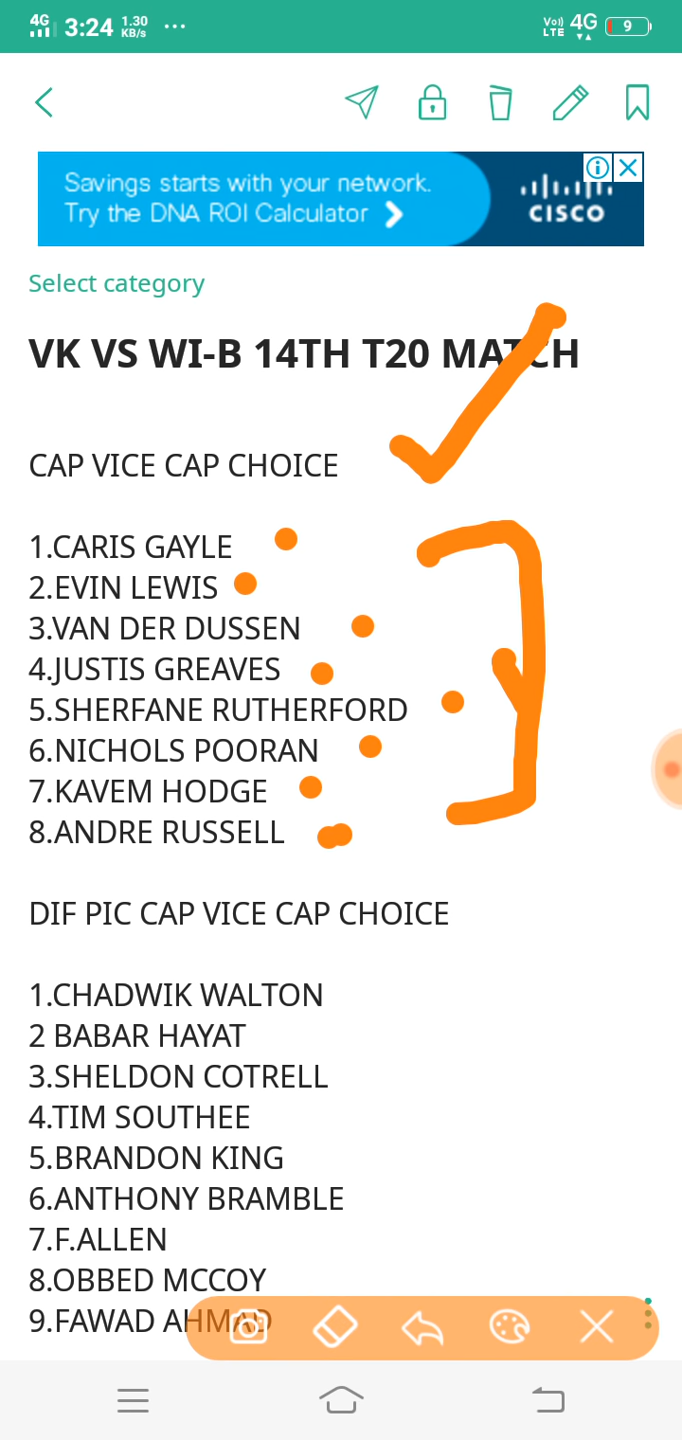 4G 3:24 1.30 KB/s ... Vo) LTE 4G 9
Savings starts with your network.
Try the DNA ROI Calculator
CISCO
Select category
VK VS WI-B 14TH T20 MATCH
CAP VICE CAP CHOICE
1.CARIS GAYLE
2.EVIN LEWIS
3.VAN DER DUSSEN
4.JUSTIS GREAVES
5.SHERFANE RUTHERFORD
6.NICHOLS POORAN
7.KAVEM HODGE
8.ANDRE RUSSELL
DIF PIC CAP VICE CAP CHOICE
1.CHADWIK WALTON
2 BABAR HAYAT
3.SHELDON COTRELL
4.TIM SOUTHEE
5.BRANDON KING
6.ANTHONY BRAMBLE
7.F.ALLEN
8.OBBED MCCOY
9.FAWAD AHMAD